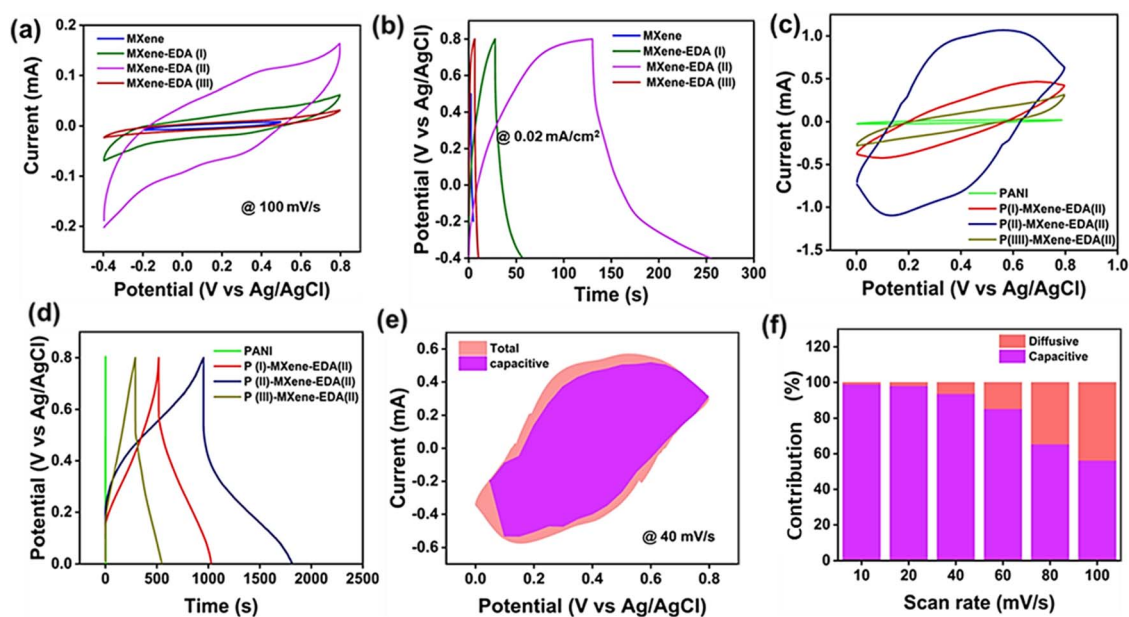 (a)
MXene
MXene-EDA (I)
MXene-EDA (II)
MXene-EDA (III)
@ 100 mV/s
Current (mA)
0.2
0.1
0.0
-0.1
-0.2
-0.4 -0.2 0.0 0.2 0.4 0.6 0.8
Potential (V vs Ag/AgCl)
(b)
MXene
MXene-EDA (I)
MXene-EDA (II)
MXene-EDA (III)
@ 0.02 mA/cm²
Potential (V vs Ag/AgCl)
0.8
0.4
0.0
-0.4
0 50 100 150 200 250 300
Time (s)
(c)
PANI
P(I)-MXene-EDA(II)
P(II)-MXene-EDA(II)
P(IIII)-MXene-EDA(II)
Current (mA)
1.0
0.5
0.0
-0.5
-1.0
-1.5
0.0 0.2 0.4 0.6 0.8 1.0
Potential (V vs Ag/AgCl)
(d)
PANI
P (I)-MXene-EDA(II)
P (II)-MXene-EDA(II)
P (III)-MXene-EDA(II)
Potential (V vs Ag/AgCl)
0.8
0.6
0.4
0.2
0.0
0 500 1000 1500 2000 2500
Time (s)
(e)
Total
capacitive
@ 40 mV/s
Current (mA)
0.6
0.4
0.2
0.0
-0.2
-0.4
-0.6
0.0 0.2 0.4 0.6 0.8
Potential (V vs Ag/AgCl)
(f)
Diffusive
Capacitive
Contribution (%)
100
80
60
40
20
0
10 20 40 60 80 100
Scan rate (mV/s)